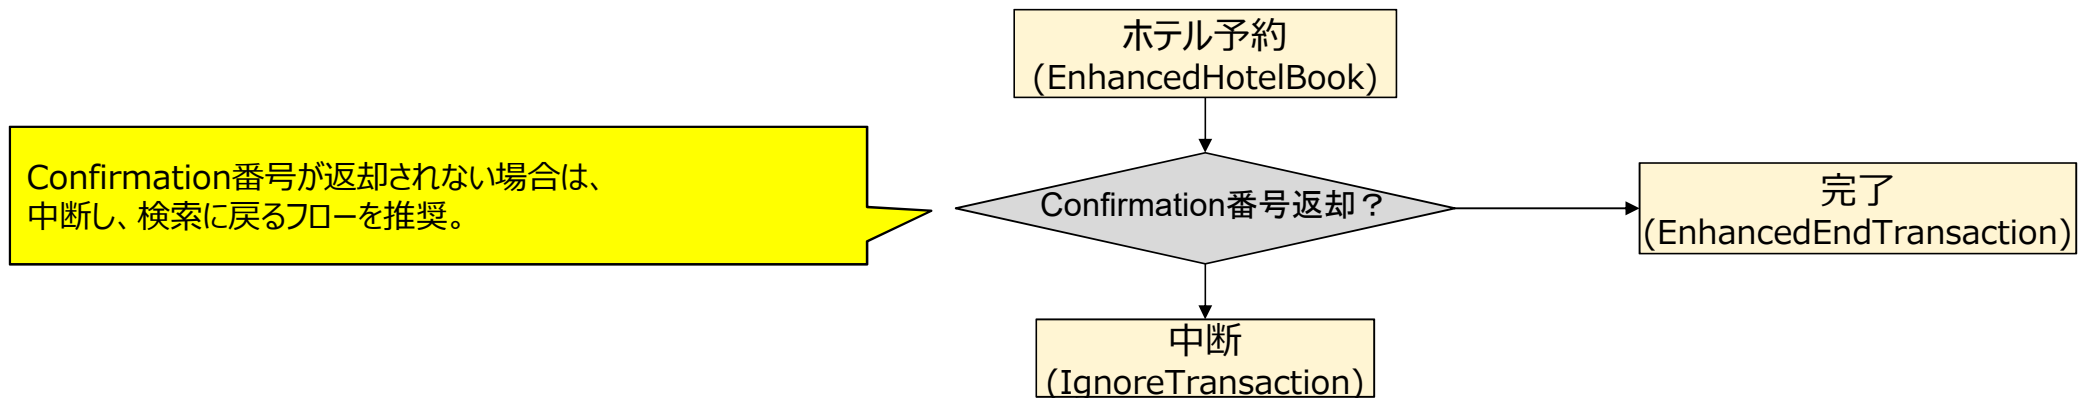 ホテル予約
(EnhancedHotelBook)
Confirmation番号が返却されない場合は、
中断し、検索に戻るフローを推奨。
Confirmation番号返却？
完了
(EnhancedEndTransaction)
中断
(IgnoreTransaction)